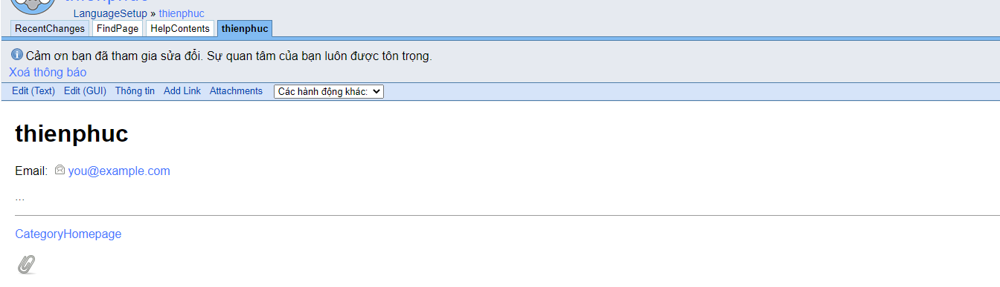 LanguageSetup » thienphuc
RecentChanges FindPage HelpContents thienphuc
Cảm ơn bạn đã tham gia sửa đổi. Sự quan tâm của bạn luôn được tôn trọng.
Xoá thông báo
Edit (Text) Edit (GUI) Thông tin Add Link Attachments Các hành động khác:
thienphuc
Email: you@example.com
...
CategoryHomepage